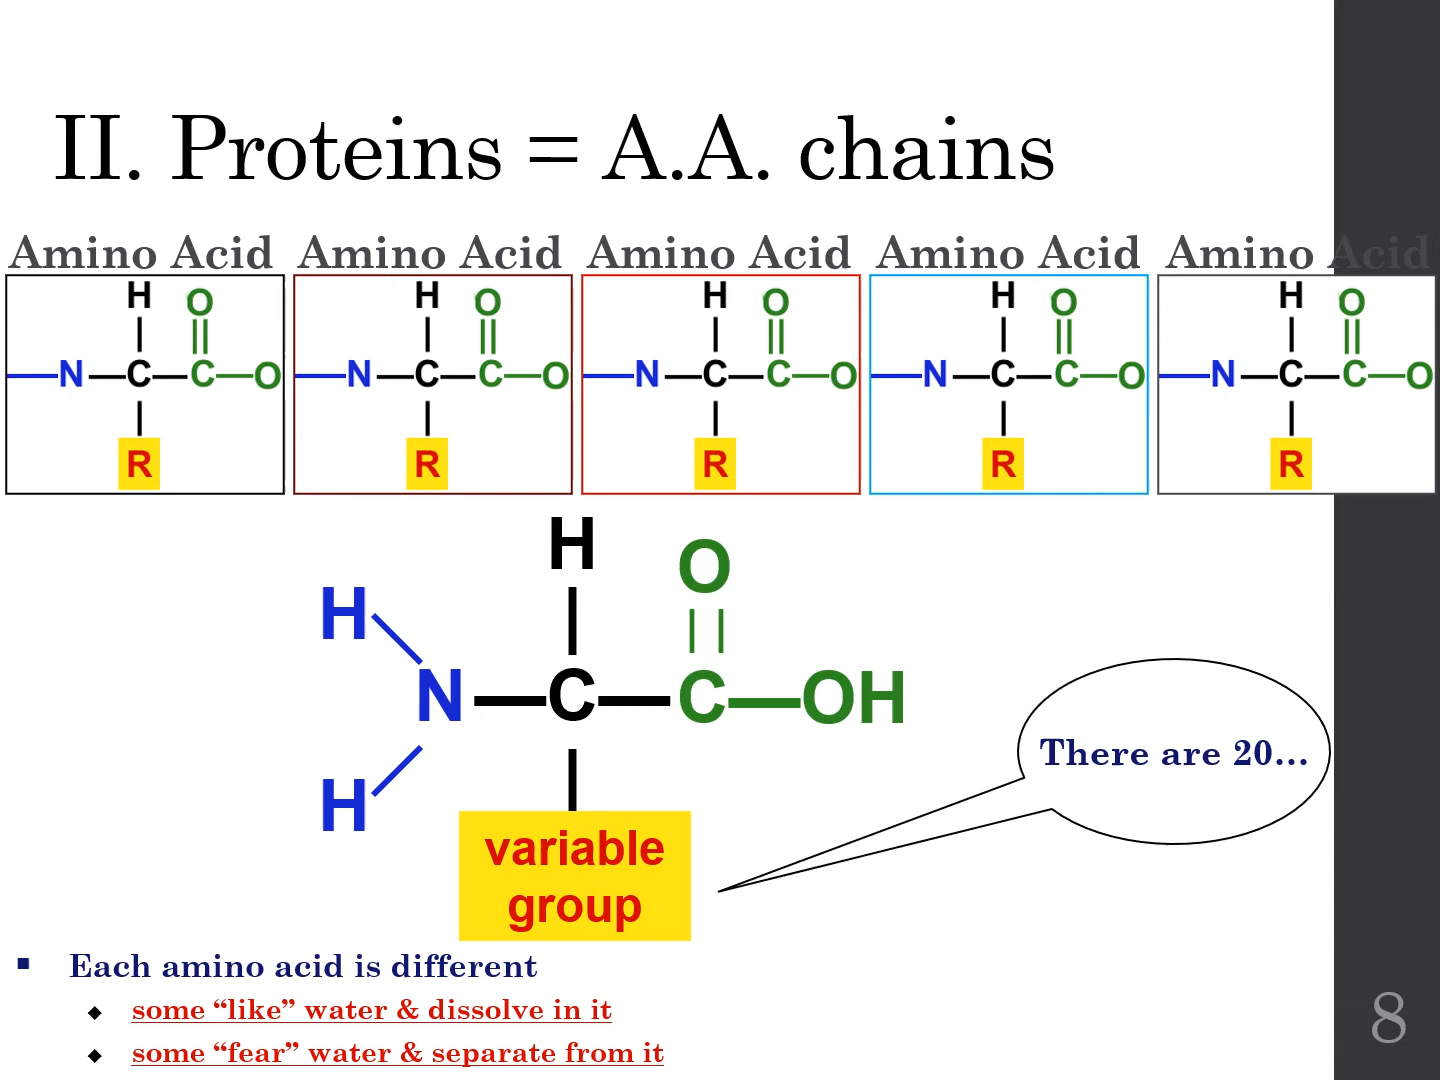 II. Proteins = A.A. chains
Amino Acid Amino Acid Amino Acid Amino Acid Amino Acid
H O H O H O H O H O
N C C O N C C O N C C O N C C O N C C O
R R R R R
H
O
H
N C C OH
There are 20...
H
variable
group
▪ Each amino acid is different
◆ some “like” water & dissolve in it
◆ some “fear” water & separate from it
8